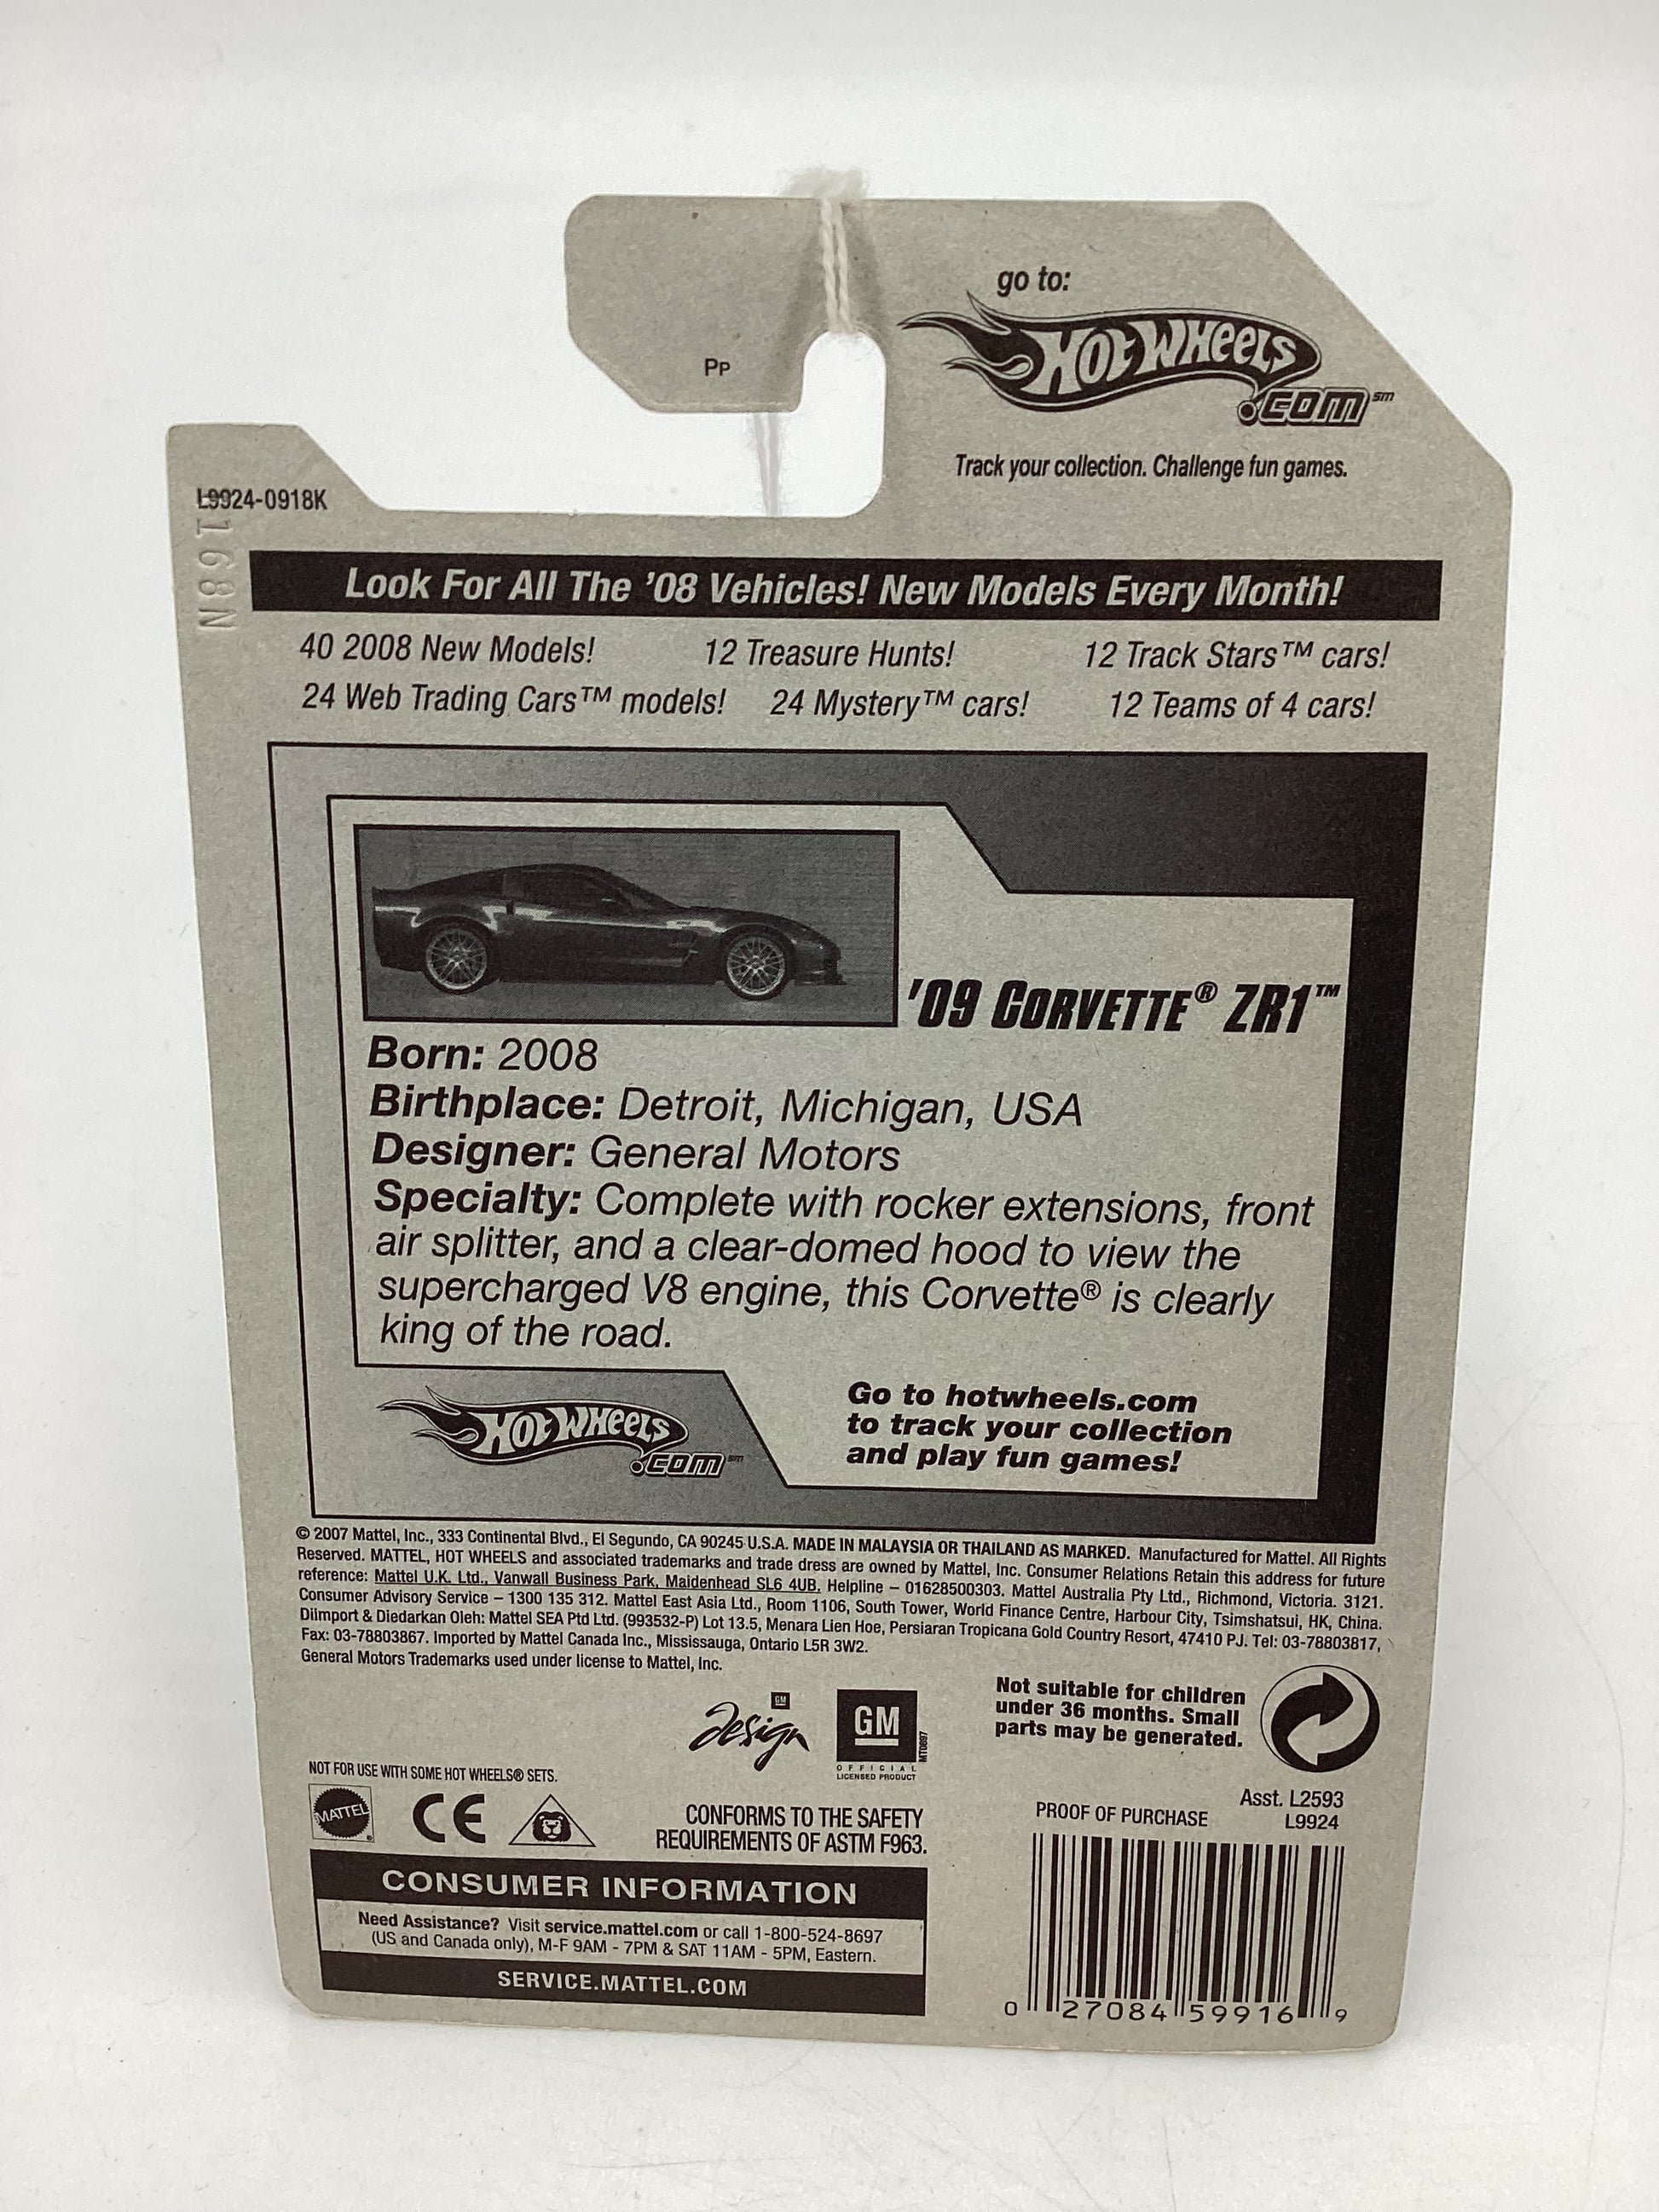 go to:
Hot Wheels
.com℠
Pp
Track your collection. Challenge fun games.
L9924-0918K
168N
Look For All The '08 Vehicles! New Models Every Month!
40 2008 New Models! 12 Treasure Hunts! 12 Track Stars™ cars!
24 Web Trading Cars™ models! 24 Mystery™ cars! 12 Teams of 4 cars!
'09 CORVETTE® ZR1™
Born: 2008
Birthplace: Detroit, Michigan, USA
Designer: General Motors
Specialty: Complete with rocker extensions, front
air splitter, and a clear-domed hood to view the
supercharged V8 engine, this Corvette® is clearly
king of the road.
Hot Wheels
.com℠
Go to hotwheels.com
to track your collection
and play fun games!
© 2007 Mattel, Inc., 333 Continental Blvd., El Segundo, CA 90245 U.S.A. MADE IN MALAYSIA OR THAILAND AS MARKED. Manufactured for Mattel. All Rights
Reserved. MATTEL, HOT WHEELS and associated trademarks and trade dress are owned by Mattel, Inc. Consumer Relations Retain this address for future
reference: Mattel U.K. Ltd., Vanwall Business Park, Maidenhead SL6 4UB. Helpline – 01628500303. Mattel Australia Pty Ltd., Richmond, Victoria. 3121.
Consumer Advisory Service – 1300 135 312. Mattel East Asia Ltd., Room 1106, South Tower, World Finance Centre, Harbour City, Tsimshatsui, HK, China.
Diimport & Diedarkan Oleh: Mattel SEA Ptd Ltd. (993532-P) Lot 13.5, Menara Lien Hoe, Persiaran Tropicana Gold Country Resort, 47410 PJ. Tel: 03-78803817,
Fax: 03-78803867. Imported by Mattel Canada Inc., Mississauga, Ontario L5R 3W2.
General Motors Trademarks used under license to Mattel, Inc.
GM
Design
GM
OFFICIAL
LICENSED PRODUCT
MT0897
Not suitable for children
under 36 months. Small
parts may be generated.
NOT FOR USE WITH SOME HOT WHEELS® SETS.
MATTEL
CE
CONFORMS TO THE SAFETY
REQUIREMENTS OF ASTM F963.
Asst. L2593
PROOF OF PURCHASE L9924
CONSUMER INFORMATION
Need Assistance? Visit service.mattel.com or call 1-800-524-8697
(US and Canada only), M-F 9AM - 7PM & SAT 11AM - 5PM, Eastern.
SERVICE.MATTEL.COM
0 27084 59916 9